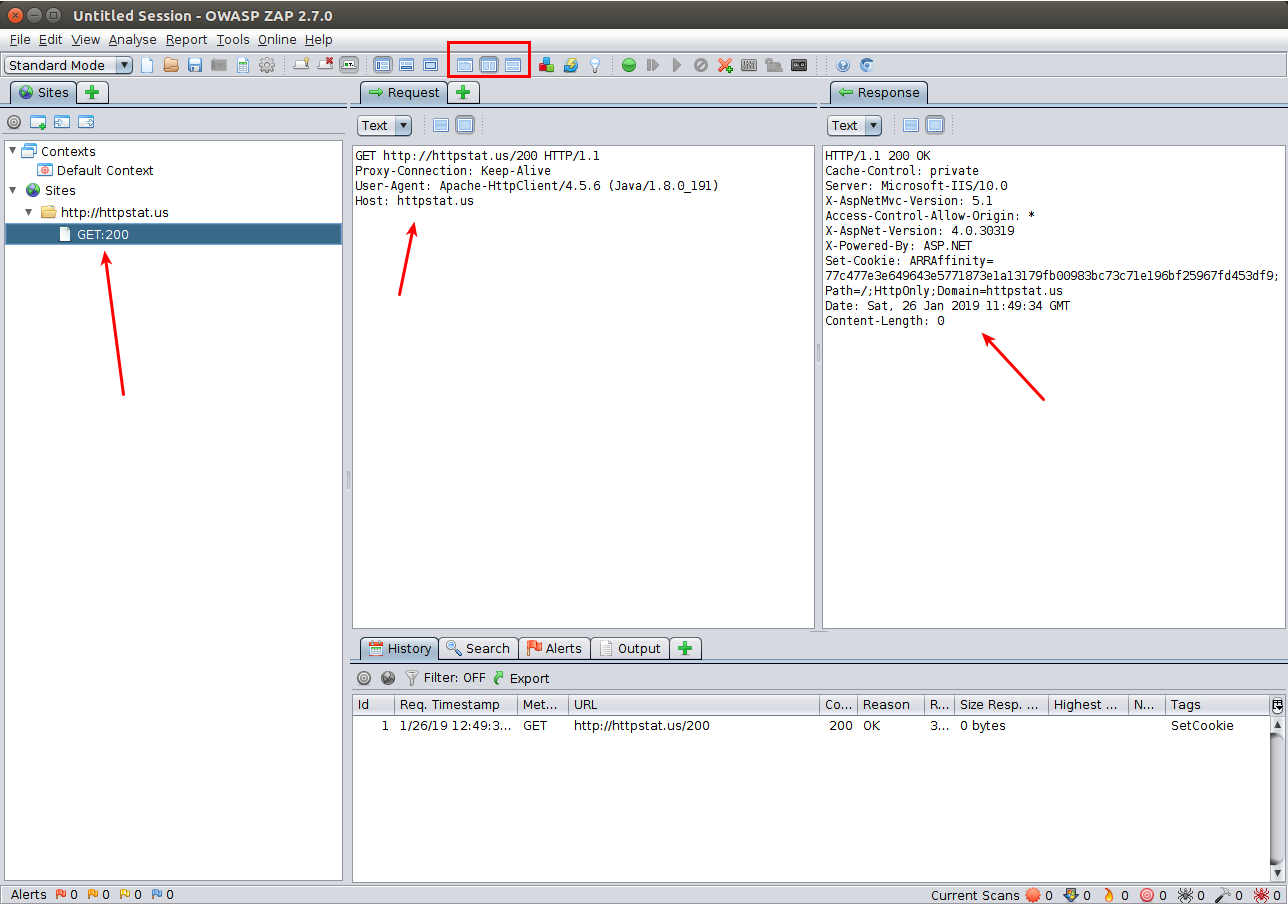 Untitled Session - OWASP ZAP 2.7.0
File Edit View Analyse Report Tools Online Help
Standard Mode
Sites
Request
Response
Text
Text
Contexts
Default Context
Sites
http://httpstat.us
GET:200
GET http://httpstat.us/200 HTTP/1.1
Proxy-Connection: Keep-Alive
User-Agent: Apache-HttpClient/4.5.6 (Java/1.8.0_191)
Host: httpstat.us
HTTP/1.1 200 OK
Cache-Control: private
Server: Microsoft-IIS/10.0
X-AspNetMvc-Version: 5.1
Access-Control-Allow-Origin: *
X-AspNet-Version: 4.0.30319
X-Powered-By: ASP.NET
Set-Cookie: ARRAffinity=
77c477e3e649643e5771873e1a13179fb00983bc73c71e196bf25967fd453df9;
Path=/;HttpOnly;Domain=httpstat.us
Date: Sat, 26 Jan 2019 11:49:34 GMT
Content-Length: 0
History Search Alerts Output
Filter: OFF Export
Id Req. Timestamp Met... URL Co... Reason R... Size Resp. ... Highest ... N... Tags
1 1/26/19 12:49:3... GET http://httpstat.us/200 200 OK 3... 0 bytes SetCookie
Alerts 0 0 0 0 Current Scans 0 0 0 0 0 0 0